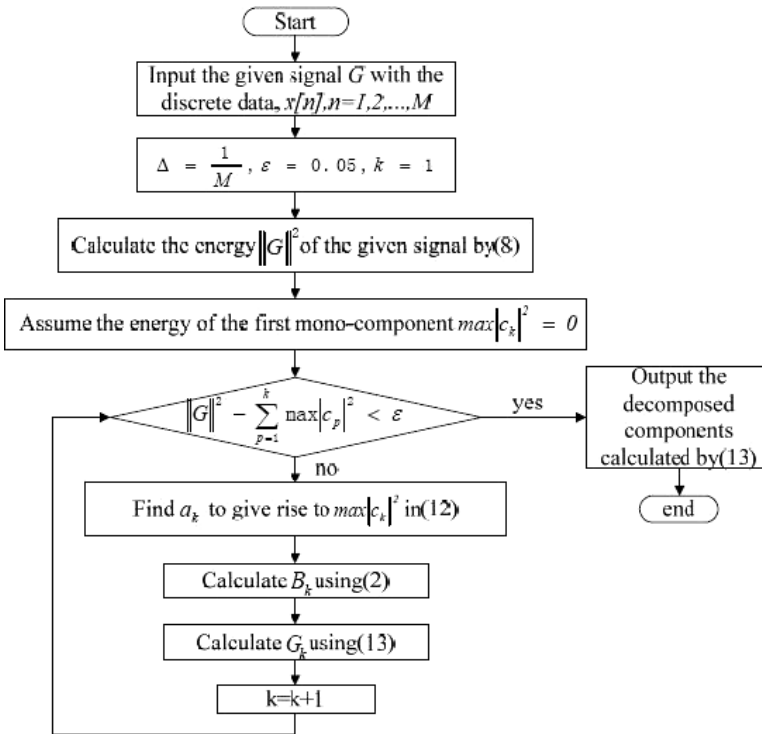 Start
Input the given signal G with the
discrete data, x[n],n=1,2,...,M
Δ = 1/M , ε = 0.05, k = 1
Calculate the energy ‖G‖² of the given signal by(8)
Assume the energy of the first mono-component max|c_k|² = 0
‖G‖² − ∑_{p=1}^{k} max|c_p|² < ε
yes
Output the
decomposed
components
calculated by(13)
end
no
Find a_k to give rise to max|c_k|² in(12)
Calculate B_k using(2)
Calculate G_k using(13)
k=k+1